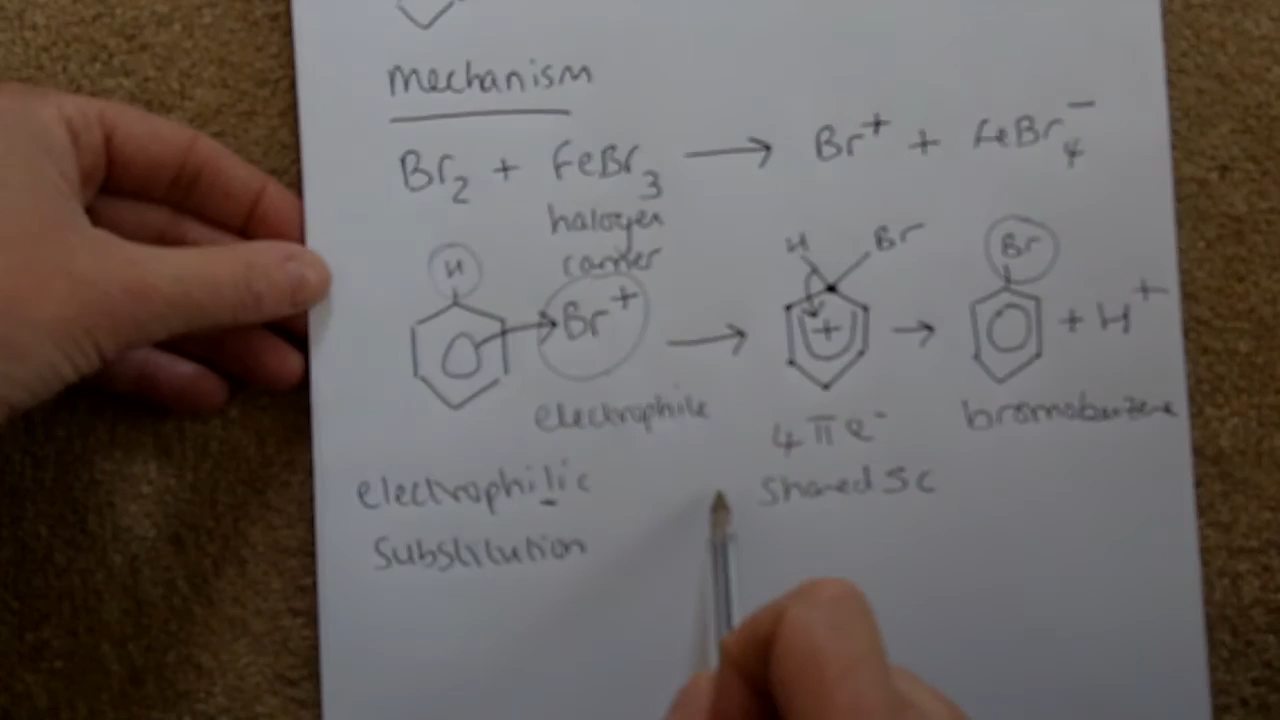 mechanism
Br2 + FeBr3 → Br+ + FeBr4-
halogen
carrier
H
Br+
H
Br
+
Br
+ H+
electrophile
4 π e-
bromobenzene
electrophilic
shared 5c
substitution